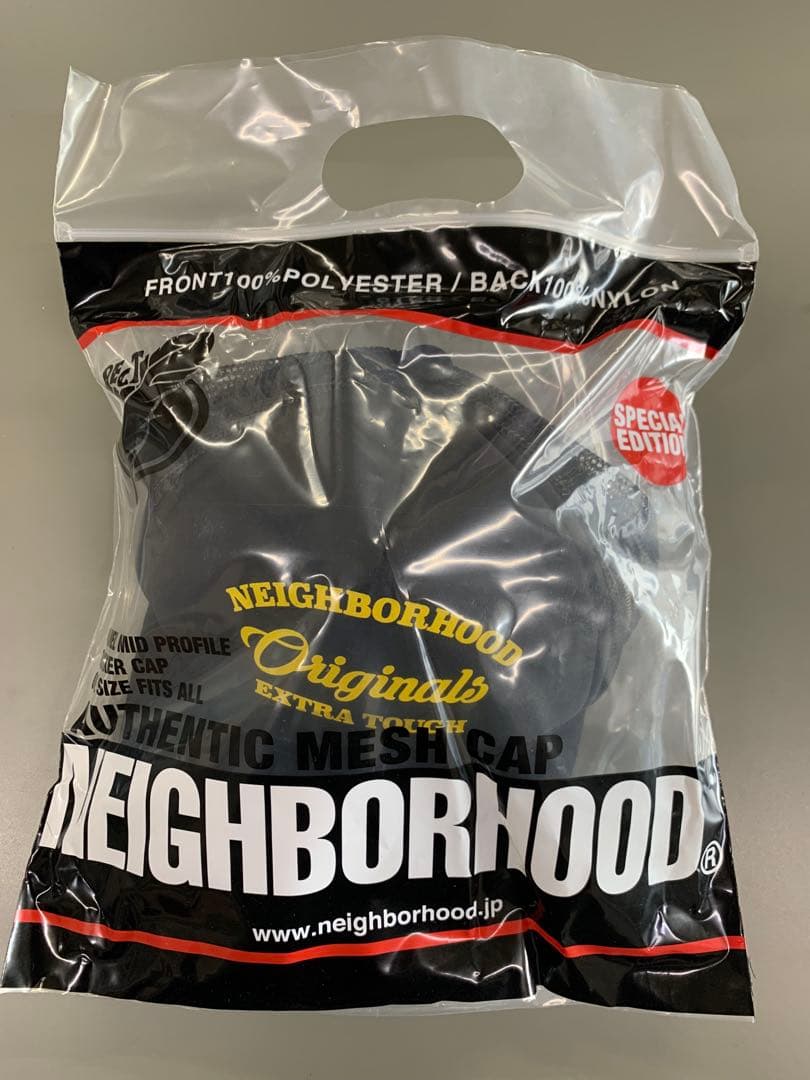 FRONT100%POLYESTER / BACK100%NYLON
SPECIAL
EDITION
NEIGHBORHOOD
Originals
EXTRA TOUGH
MID PROFILE
CAP
SIZE FITS ALL
AUTHENTIC MESH CAP
NEIGHBORHOOD®
www.neighborhood.jp